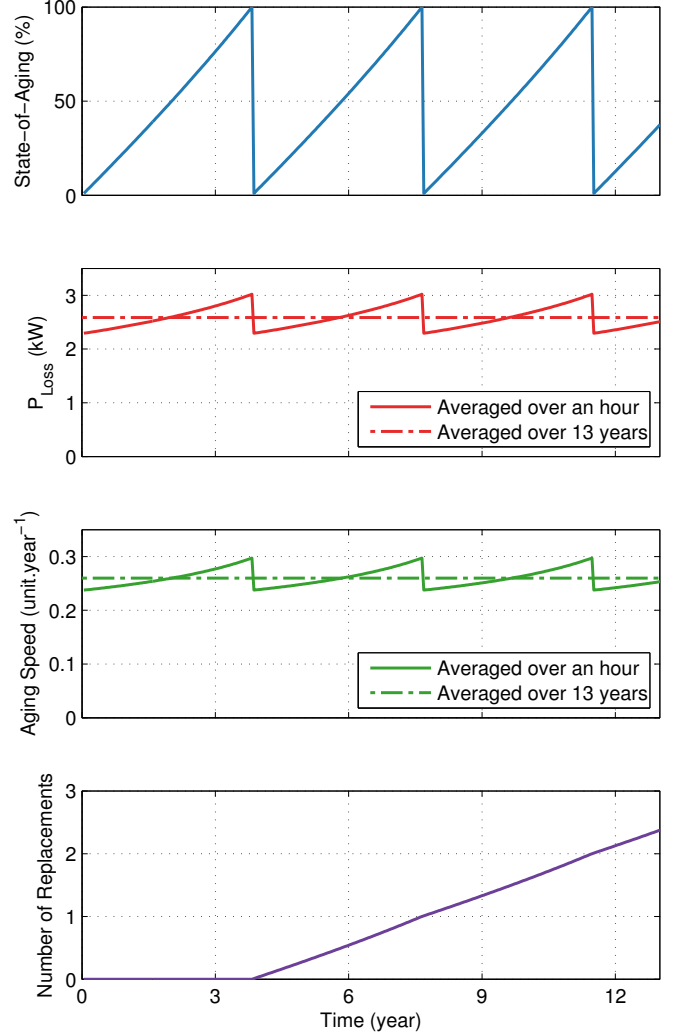 State−of−Aging (%)
100
50
0
P_Loss (kW)
3
2
1
0
Averaged over an hour
Averaged over 13 years
Aging Speed (unit.year⁻¹)
0.3
0.2
0.1
0
Averaged over an hour
Averaged over 13 years
Number of Replacements
3
2
1
0
0 3 6 9 12
Time (year)